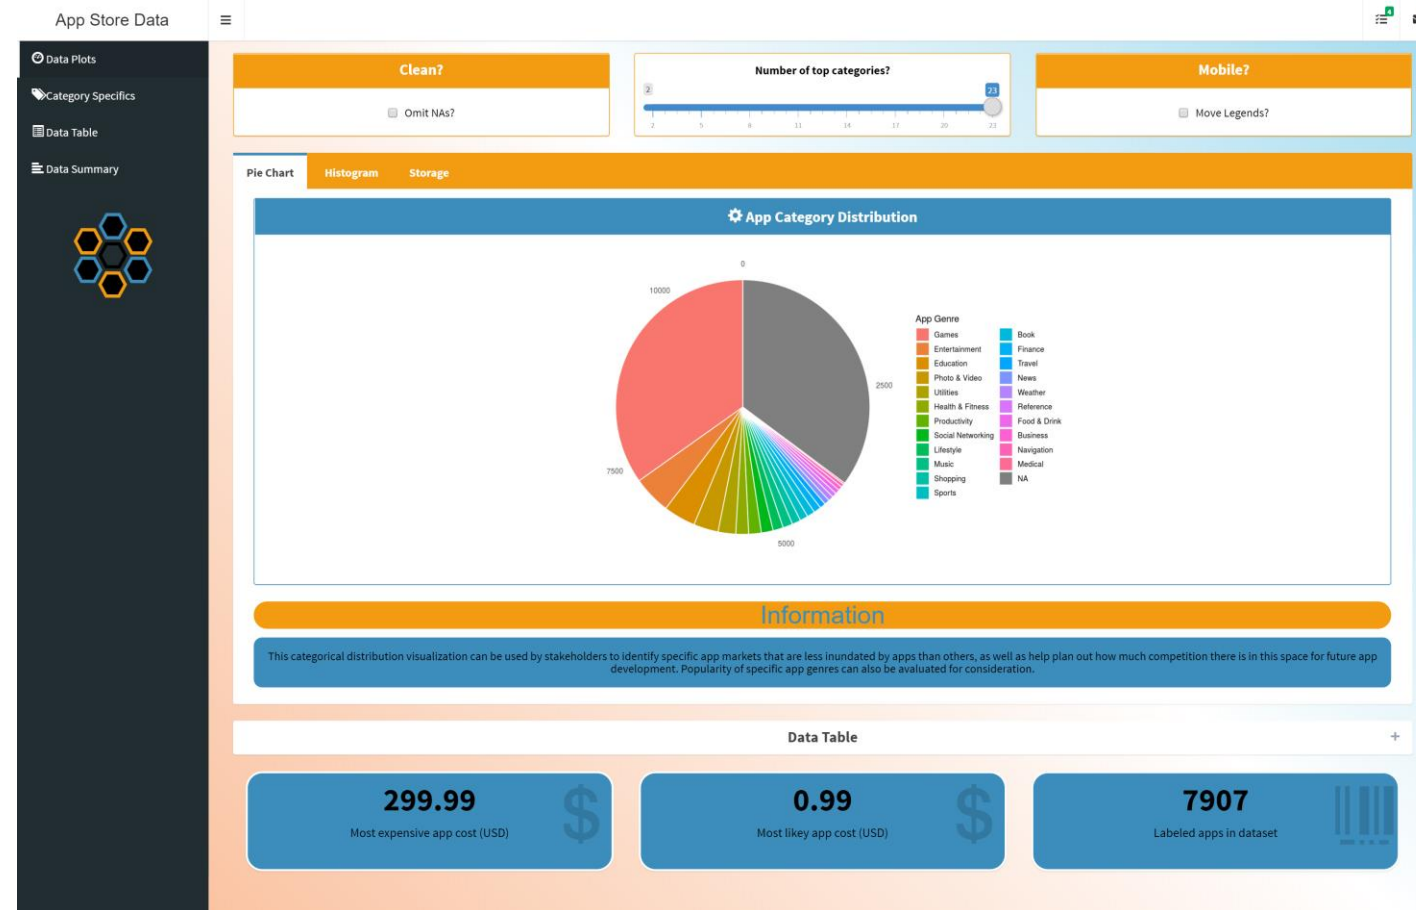 App Store Data
4
Data Plots
Category Specifics
Data Table
Data Summary
Clean?
Omit NAs?
Number of top categories?
2
23
2 5 8 11 14 17 20 23
Mobile?
Move Legends?
Pie Chart Histogram Storage
App Category Distribution
0
10000
2500
7500
5000
App Genre
Games
Entertainment
Education
Photo & Video
Utilities
Health & Fitness
Productivity
Social Networking
Lifestyle
Music
Shopping
Sports
Book
Finance
Travel
News
Weather
Reference
Food & Drink
Business
Navigation
Medical
NA
Information
This categorical distribution visualization can be used by stakeholders to identify specific app markets that are less inundated by apps than others, as well as help plan out how much competition there is in this space for future app
development. Popularity of specific app genres can also be evaluated for consideration.
Data Table
+
299.99
Most expensive app cost (USD)
$
0.99
Most likey app cost (USD)
$
7907
Labeled apps in dataset